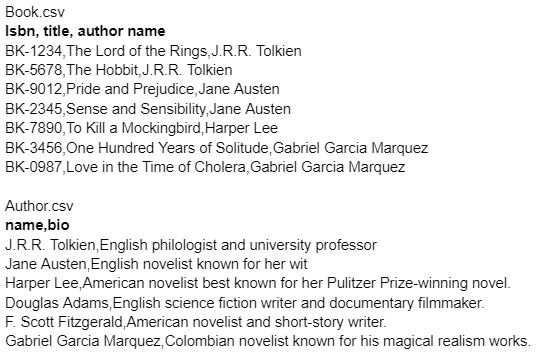 Book.csv
Isbn, title, author name
BK-1234,The Lord of the Rings,J.R.R. Tolkien
BK-5678,The Hobbit,J.R.R. Tolkien
BK-9012,Pride and Prejudice,Jane Austen
BK-2345,Sense and Sensibility,Jane Austen
BK-7890,To Kill a Mockingbird,Harper Lee
BK-3456,One Hundred Years of Solitude,Gabriel Garcia Marquez
BK-0987,Love in the Time of Cholera,Gabriel Garcia Marquez
Author.csv
name,bio
J.R.R. Tolkien,English philologist and university professor
Jane Austen,English novelist known for her wit
Harper Lee,American novelist best known for her Pulitzer Prize-winning novel.
Douglas Adams,English science fiction writer and documentary filmmaker.
F. Scott Fitzgerald,American novelist and short-story writer.
Gabriel Garcia Marquez,Colombian novelist known for his magical realism works.